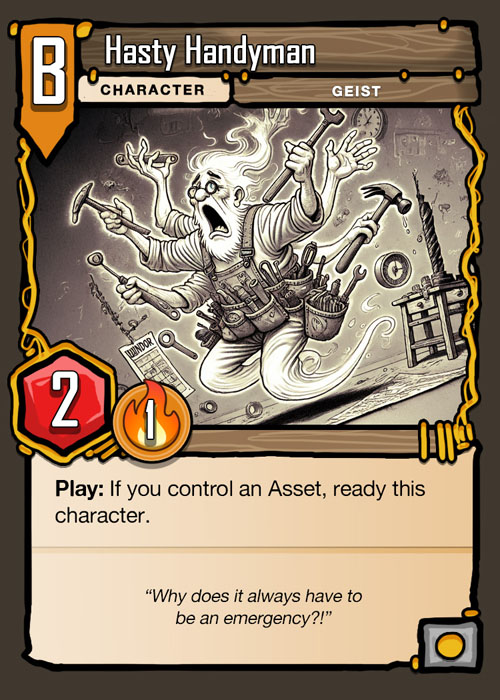 B
Hasty Handyman
CHARACTER
GEIST
WINDOR
2
1
Play: If you control an Asset, ready this
character.
“Why does it always have to
be an emergency?!”